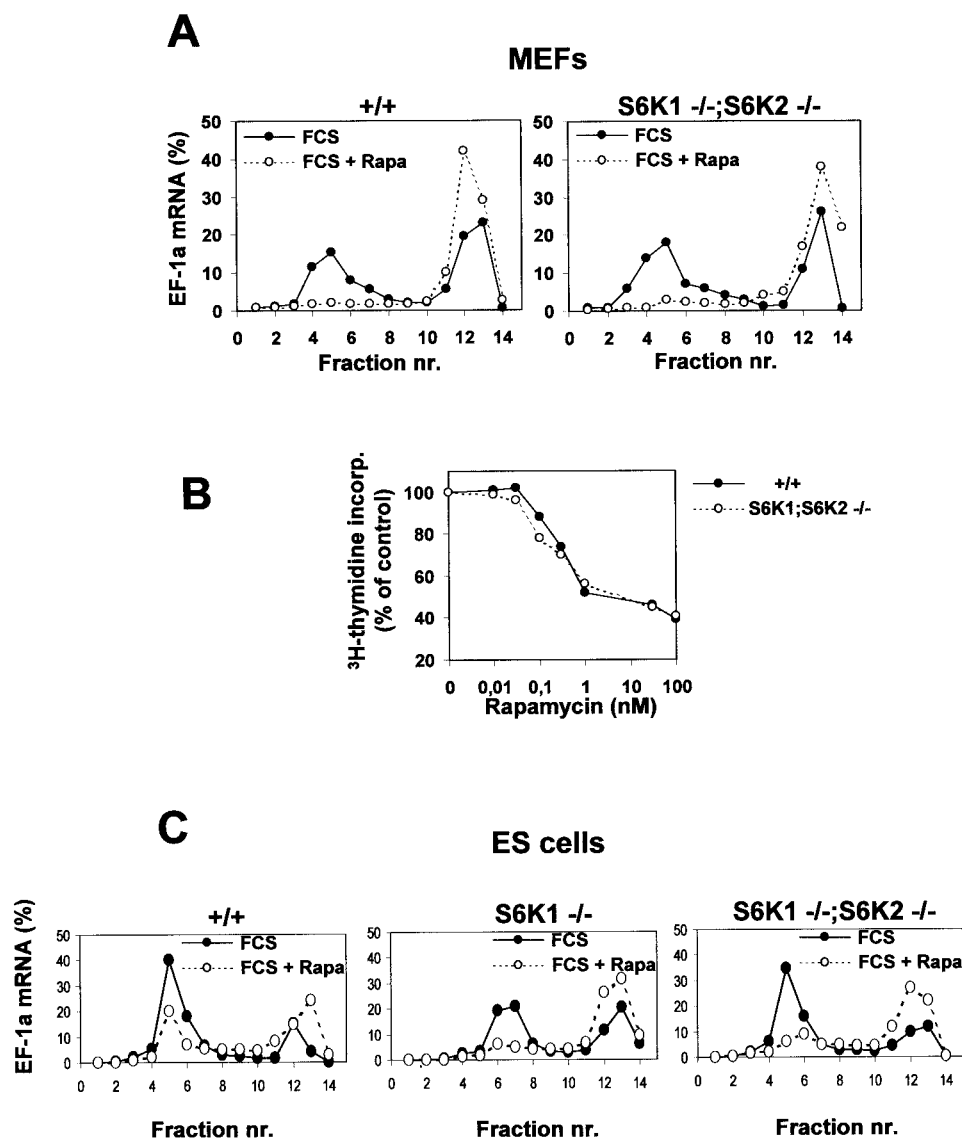 A
MEFs
+/+
S6K1 -/-;S6K2 -/-
EF-1a mRNA (%)
50
40
30
20
10
0
FCS
FCS + Rapa
0 2 4 6 8 10 12 14
Fraction nr.
50
40
30
20
10
0
FCS
FCS + Rapa
0 2 4 6 8 10 12 14
Fraction nr.
B
³H-thymidine incorp.
(% of control)
100
80
60
40
20
+/+
S6K1;S6K2 -/-
0 0,01 0,1 1 10 100
Rapamycin (nM)
C
ES cells
+/+
S6K1 -/-
S6K1 -/-;S6K2 -/-
EF-1a mRNA (%)
50
40
30
20
10
0
FCS
FCS + Rapa
0 2 4 6 8 10 12 14
Fraction nr.
50
40
30
20
10
0
FCS
FCS + Rapa
0 2 4 6 8 10 12 14
Fraction nr.
50
40
30
20
10
0
FCS
FCS + Rapa
0 2 4 6 8 10 12 14
Fraction nr.